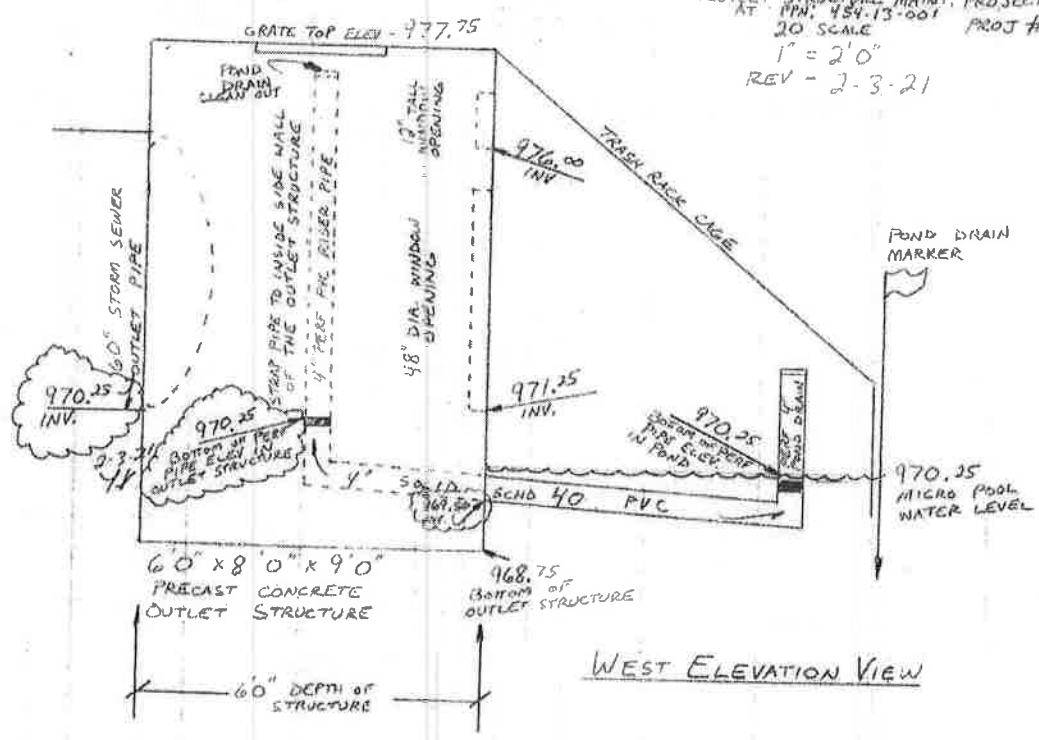 AT PPN: 454-13-001 PROJ #
20 SCALE
1" = 2'0"
REV - 2-3-21
GRATE TOP ELEV - 977.75
POND
DRAIN
CLEAN OUT
12" TALL
WINDOW
OPENING
976.00
INV
TRASH RACK CAGE
POND DRAIN
MARKER
60" STORM SEWER
OUTLET PIPE
STRAP PIPE TO INSIDE SIDE WALL
OF THE OUTLET STRUCTURE
4" PERF PVC RISER PIPE
48" DIA. WINDOW
OPENING
970.25
INV.
2-3-21
970.25
BOTTOM OF PERF
PIPE ELEV IN
OUTLET STRUCTURE
971.25
INV.
970.25
BOTTOM OF PERF
PIPE ELEV.
IN POND
PERF 4"
POND DRAIN
970.25
MICRO POOL
WATER LEVEL
4"
SOLID
969.50
INV.
SCHD 40 PVC
6'0" x 8'0" x 9'0"
PRECAST CONCRETE
OUTLET STRUCTURE
968.75
BOTTOM OF
OUTLET STRUCTURE
6'0" DEPTH OF
STRUCTURE
WEST ELEVATION VIEW